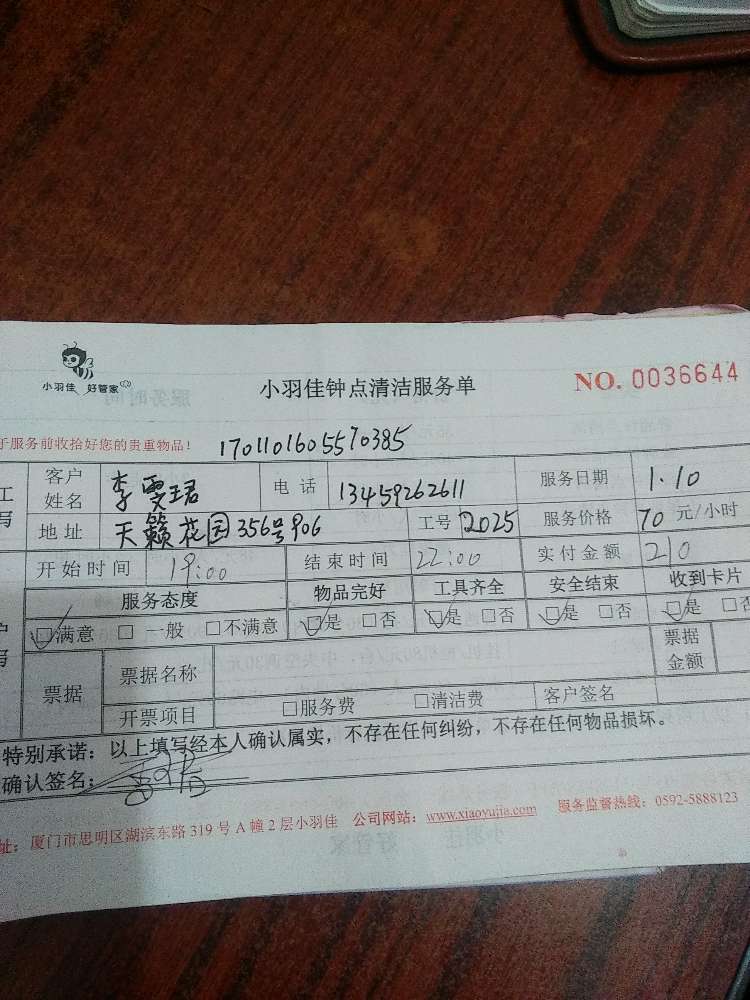 小羽佳 好管家
小羽佳钟点清洁服务单
NO. 0036644
于服务前收拾好您的贵重物品！
1701101605570385
工
写
客户姓名 李雯珺 电话 13459262611 服务日期 1.10
地址 天籁花园356号906 工号 2025 服务价格 70 元/小时
开始时间 19:00 结束时间 22:00 实付金额 210
服务态度 物品完好 工具齐全 安全结束 收到卡片
户
写
☑满意 □一般 □不满意 ☑是 □否 ☑是 □否 ☑是 □否 ☑是 □否
票据 票据名称 票据金额
开票项目 □服务费 □清洁费 客户签名
特别承诺：以上填写经本人确认属实，不存在任何纠纷，不存在任何物品损坏。
确认签名：
址：厦门市思明区湖滨东路 319 号 A 幢 2 层小羽佳 公司网站：www.xiaoyujia.com 服务监督热线：0592-5888123